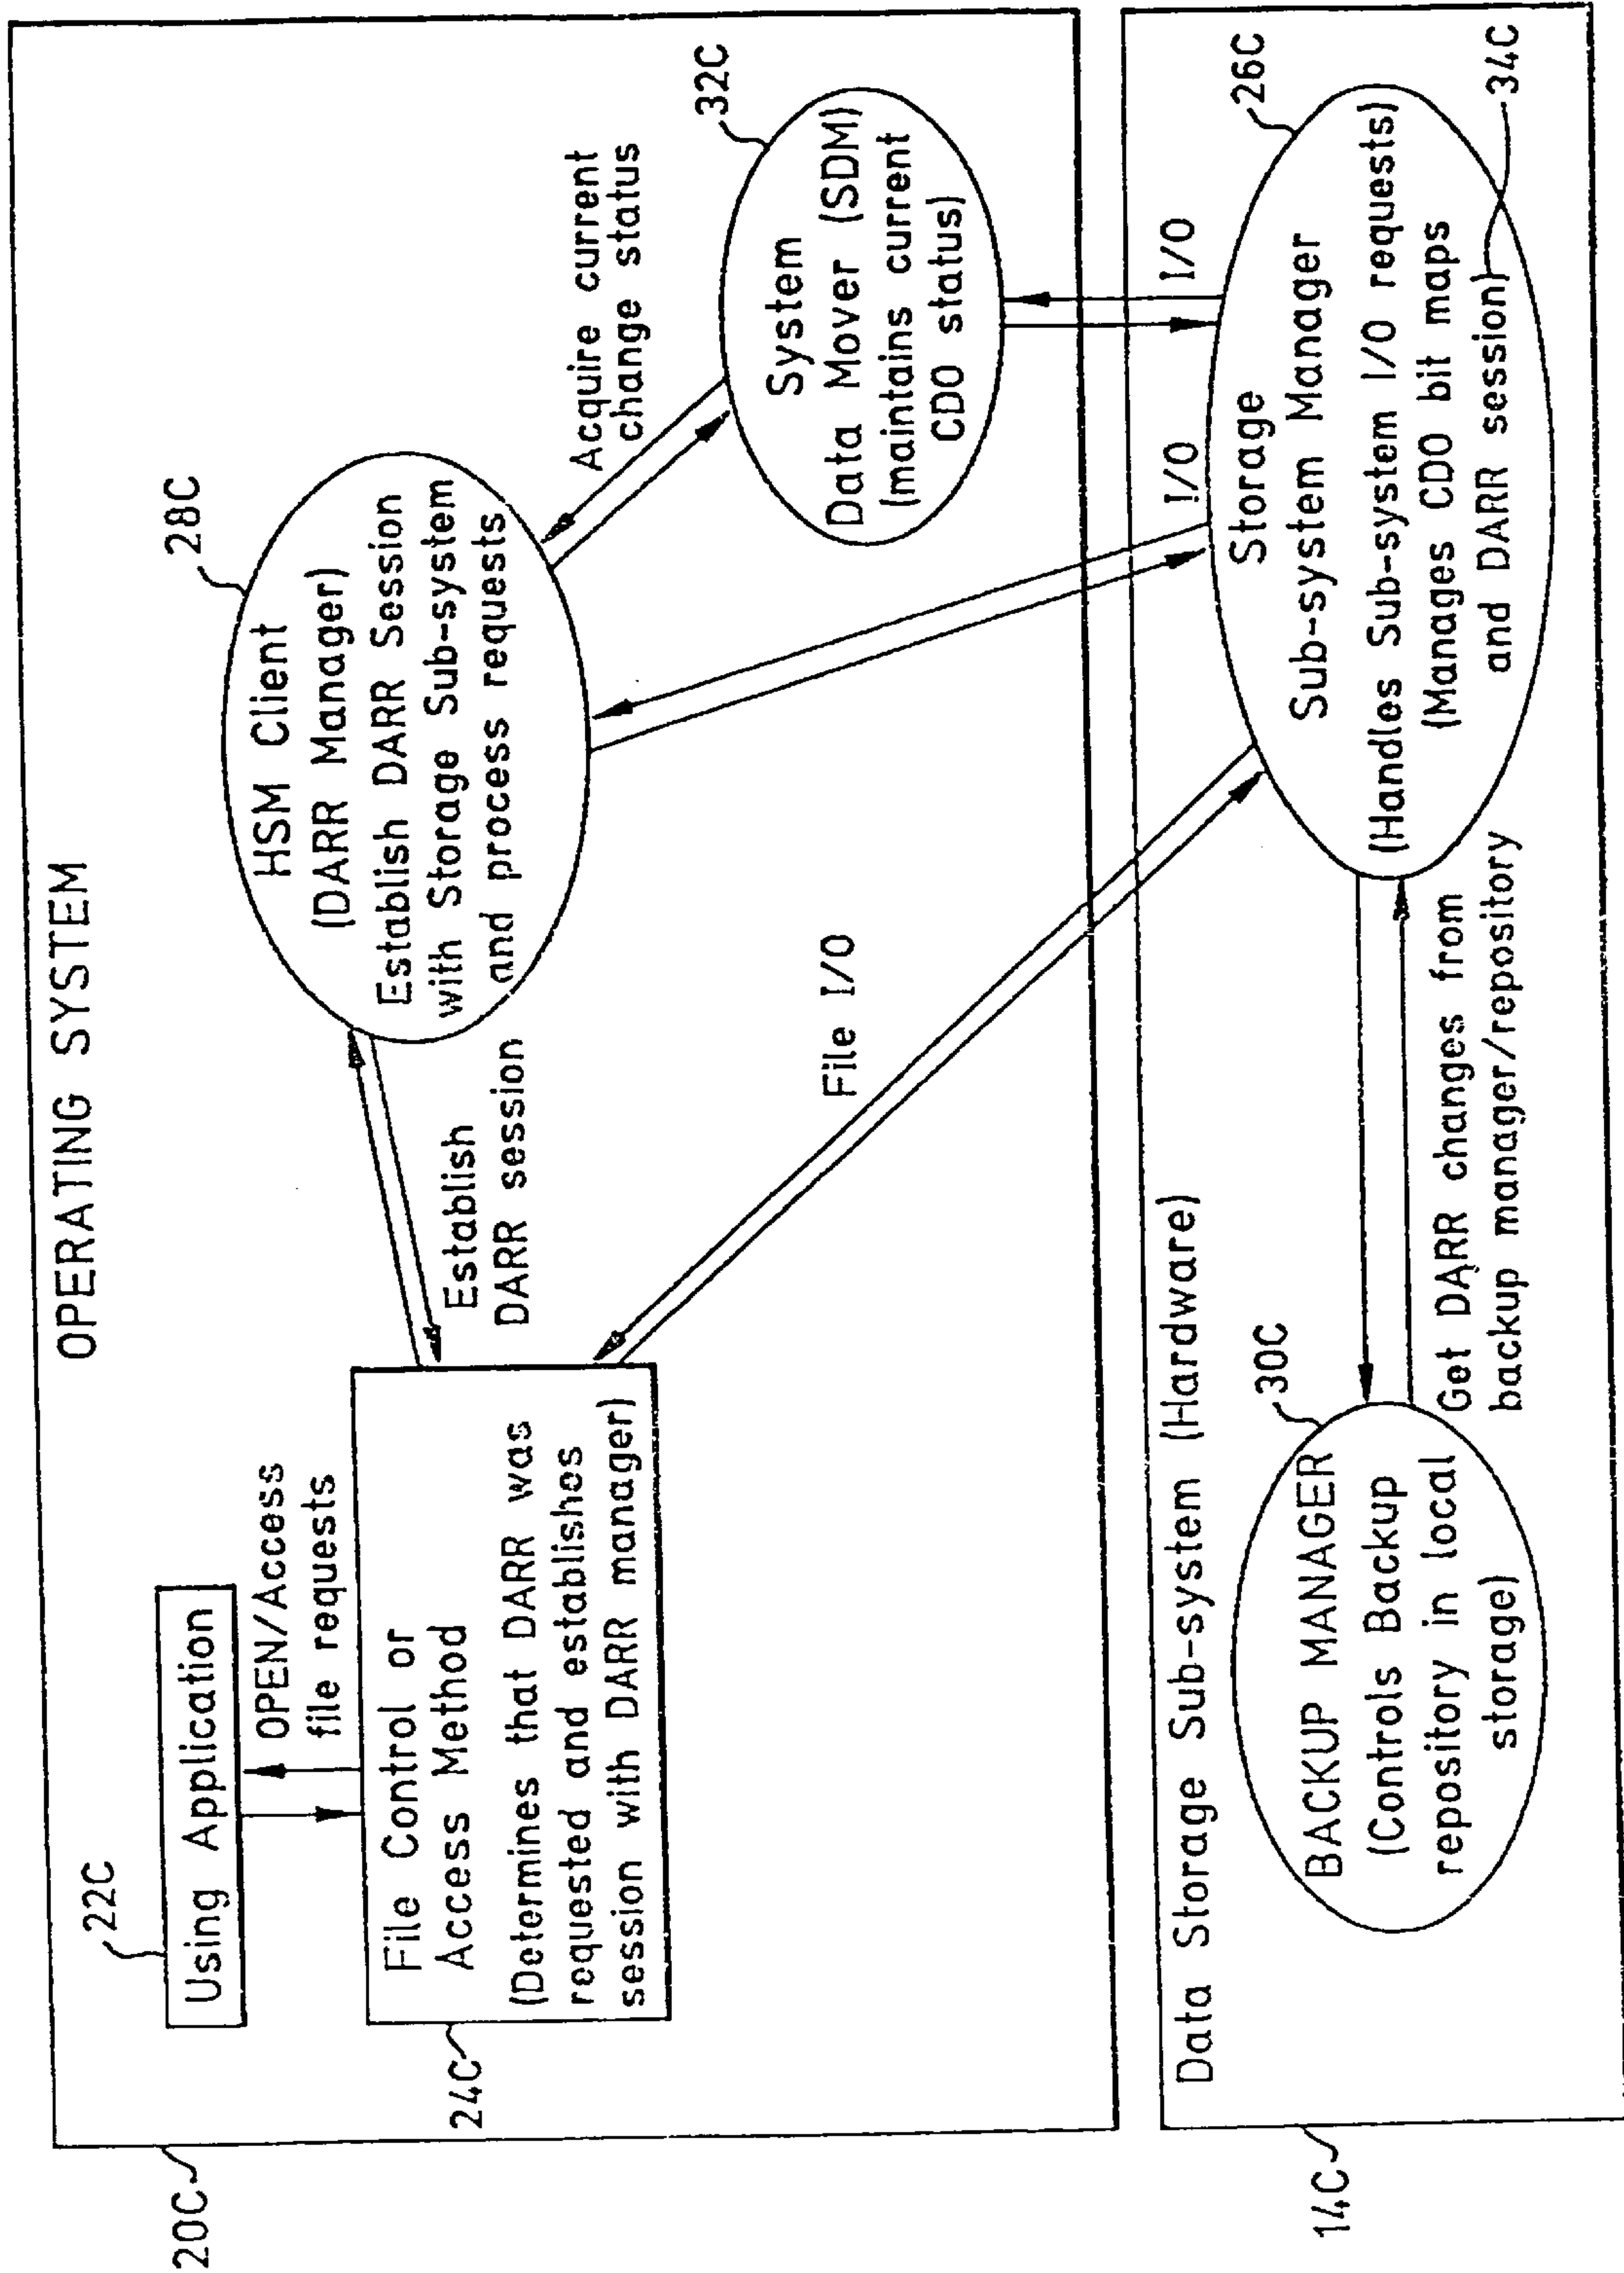 OPERATING SYSTEM
20C
22C
Using Application
OPEN/Access
file requests
24C
File Control or
Access Method
(Determines that DARR was
requested and establishes
session with DARR manager)
Establish
DARR session
28C
HSM Client
(DARR Manager)
Establish DARR Session
with Storage Sub-system
and process requests
Acquire current
change status
32C
System
Data Mover (SDM)
(maintains current
CDO status)
File I/O
I/O
I/O
14C
Data Storage Sub-system (Hardware)
30C
BACKUP MANAGER
(Controls Backup
repository in local
storage)
Get DARR changes from
backup manager/repository
26C
Storage
Sub-system Manager
(Handles Sub-system I/O requests)
(Manages CDO bit maps
and DARR session)
34C